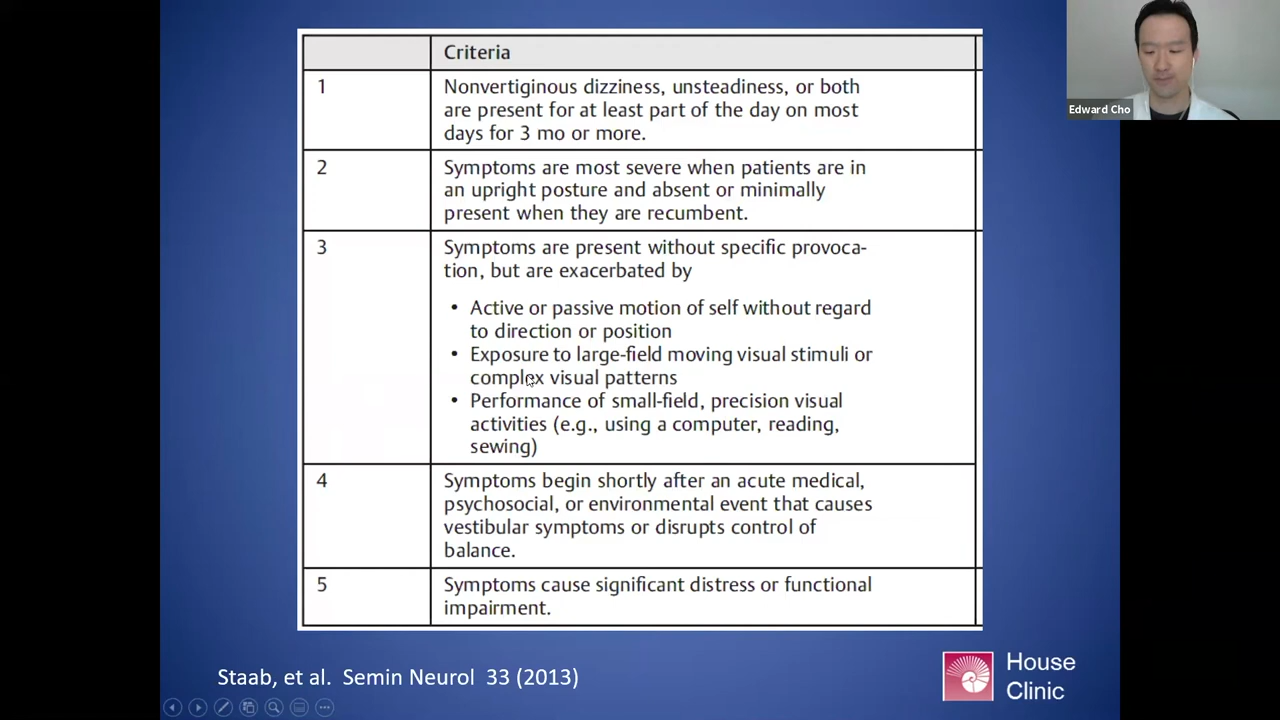 Criteria
1
Nonvertiginous dizziness, unsteadiness, or both
are present for at least part of the day on most
days for 3 mo or more.
2
Symptoms are most severe when patients are in
an upright posture and absent or minimally
present when they are recumbent.
3
Symptoms are present without specific provoca-
tion, but are exacerbated by
• Active or passive motion of self without regard
to direction or position
• Exposure to large-field moving visual stimuli or
complex visual patterns
• Performance of small-field, precision visual
activities (e.g., using a computer, reading,
sewing)
4
Symptoms begin shortly after an acute medical,
psychosocial, or environmental event that causes
vestibular symptoms or disrupts control of
balance.
5
Symptoms cause significant distress or functional
impairment.
Staab, et al.  Semin Neurol  33 (2013)
House
Clinic
Edward Cho